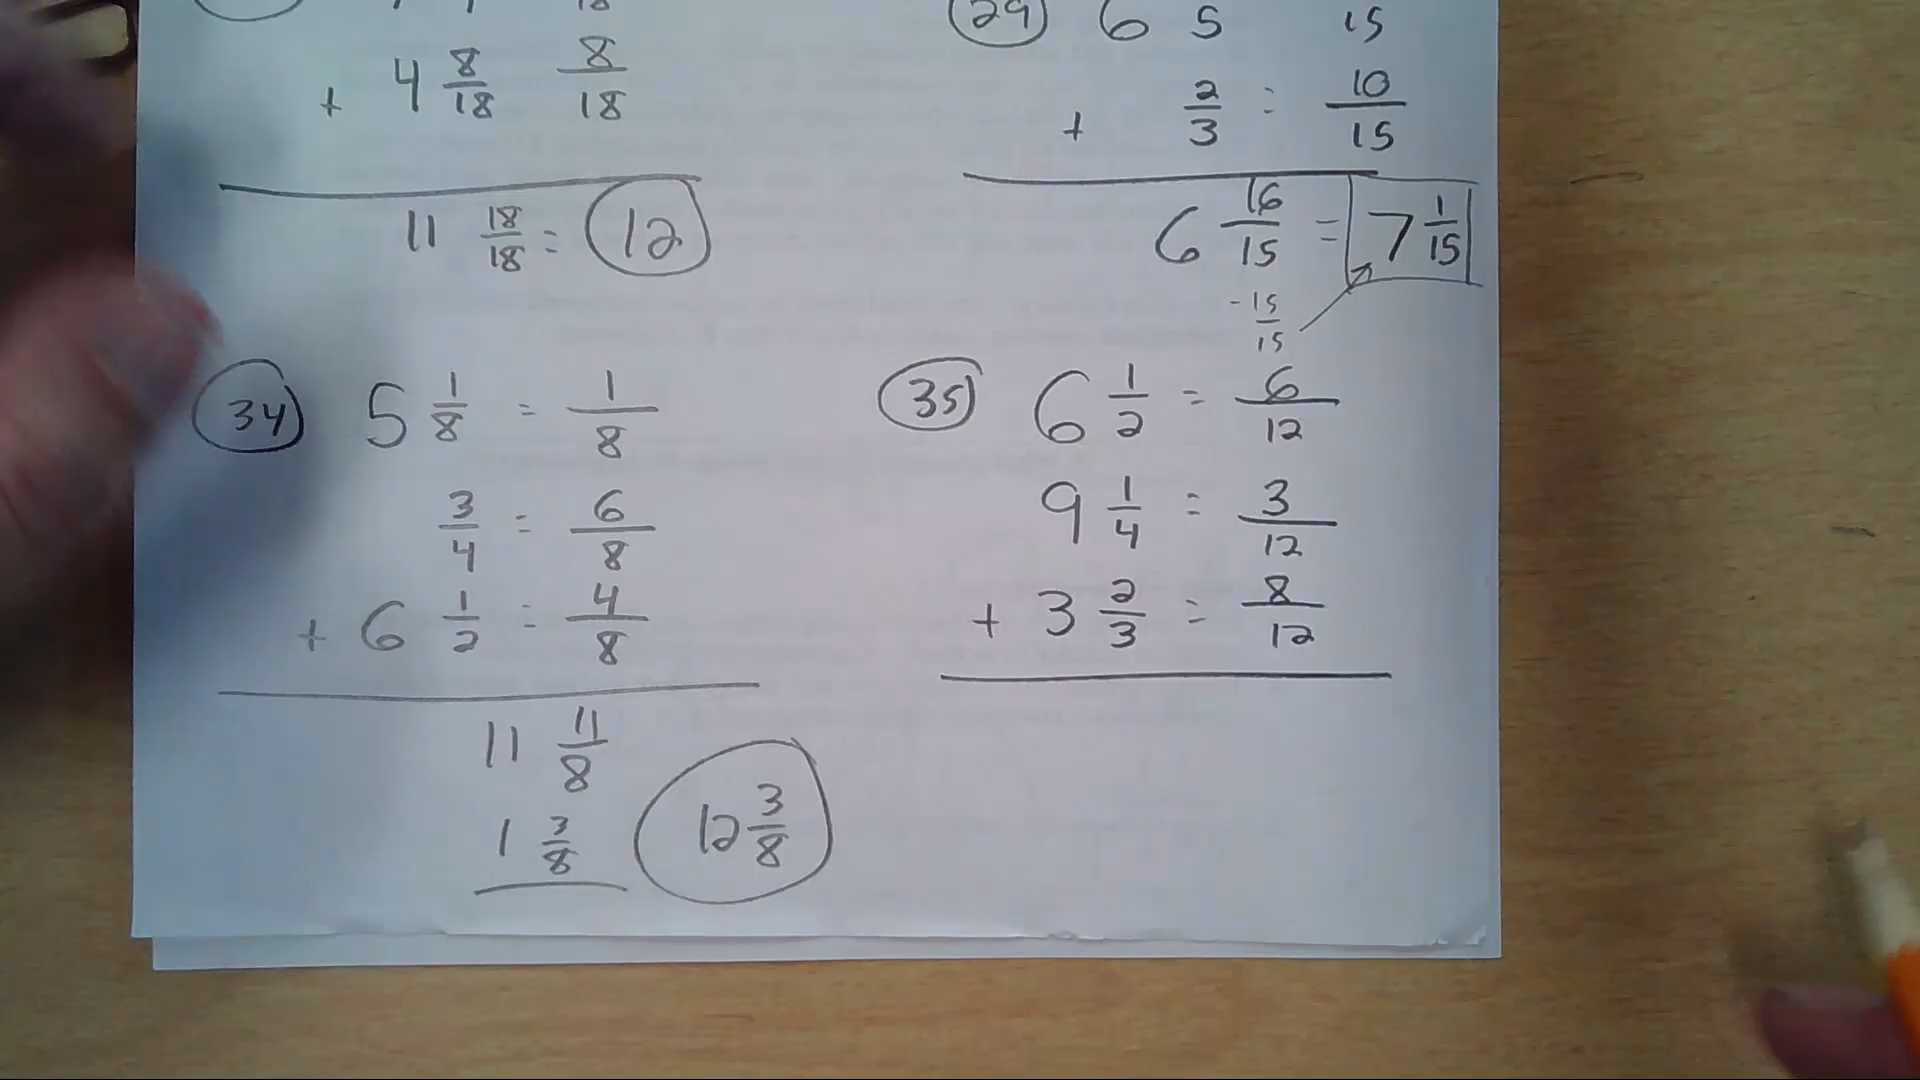 18
+ 4 8/18 8/18
11 18/18 = 12
29 6 5 15
+ 2/3 = 10/15
6 16/15 = 7 1/15
- 15/15
34 5 1/8 = 1/8
3/4 = 6/8
+ 6 1/2 = 4/8
11 11/8
1 3/8
12 3/8
35 6 1/2 = 6/12
9 1/4 = 3/12
+ 3 2/3 = 8/12